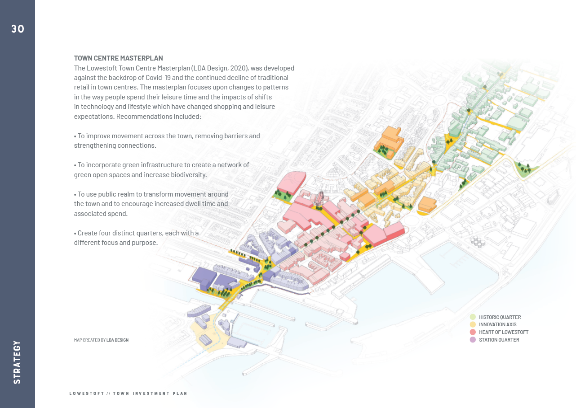 30
TOWN CENTRE MASTERPLAN
The Lowestoft Town Centre Masterplan (LDA Design, 2020), was developed
against the backdrop of Covid-19 and the continued decline of traditional
retail in town centres. The masterplan focuses upon changes to patterns
in the way people spend their leisure time and the impacts of shifts
in technology and lifestyle which have changed shopping and leisure
expectations. Recommendations included:
• To improve movement across the town, removing barriers and
strengthening connections.
• To incorporate green infrastructure to create a network of
green open spaces and increase biodiversity.
• To use public realm to transform movement around
the town and to encourage increased dwell time and
associated spend.
• Create four distinct quarters, each with a
different focus and purpose.
HISTORIC QUARTER
INNOVATION AXIS
HEART OF LOWESTOFT
STATION QUARTER
MAP CREATED BY LDA DESIGN
STRATEGY
LOWESTOFT // TOWN INVESTMENT PLAN